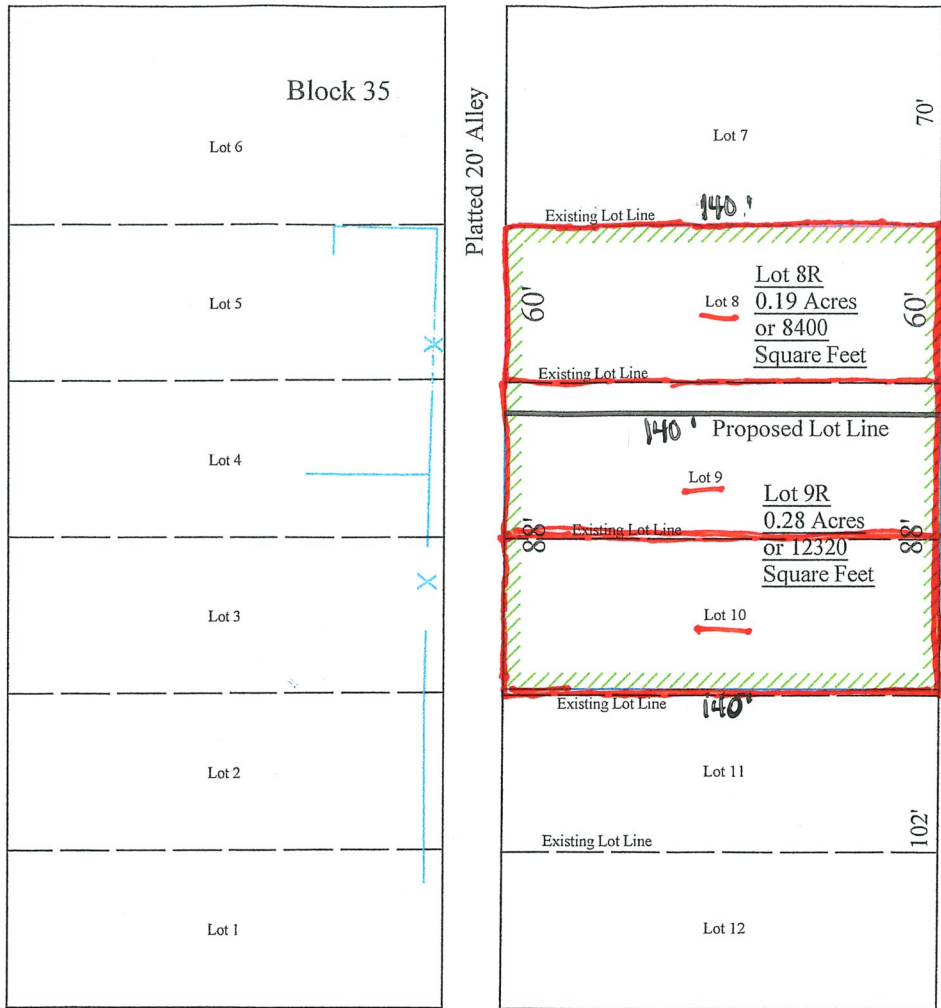 Block 35
Lot 6
Lot 5
Lot 4
Lot 3
Lot 2
Lot 1
Platted 20' Alley
Lot 7
70'
Existing Lot Line
140'
60'
Lot 8
Lot 8R
0.19 Acres
or 8400
Square Feet
60'
Existing Lot Line
140'
Proposed Lot Line
Lot 9
Lot 9R
0.28 Acres
or 12320
Square Feet
88'
Existing Lot Line
88'
Lot 10
Existing Lot Line
140'
Lot 11
102'
Existing Lot Line
Lot 12